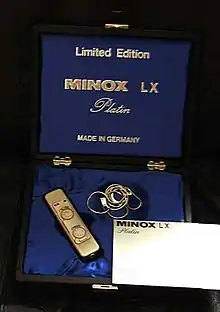 Limited Edition
MINOX LX
Platin
MADE IN GERMANY
MINOX LX
Platin